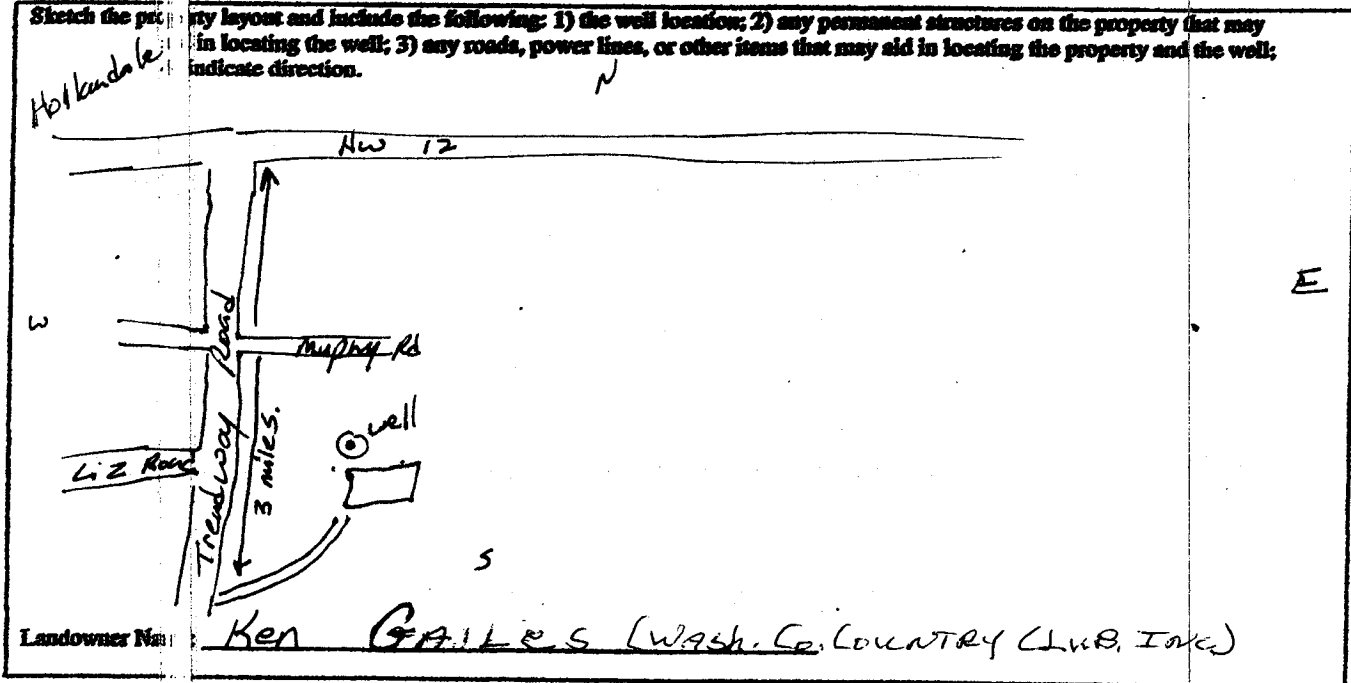 Sketch the pr rty layout and include the following: 1) the well location; 2) any permanent structures on the property that may
in locating the well; 3) any roads, power lines, or other items that may aid in locating the property and the well;
indicate direction.
Hollandale
N
Hw 12
E
W
Murphy Rd
Treadway Road
3 miles.
well
Liz Road
S
Landowner Na : Ken GAILES (WASH. Co. COUNTRY CLUB. INC)